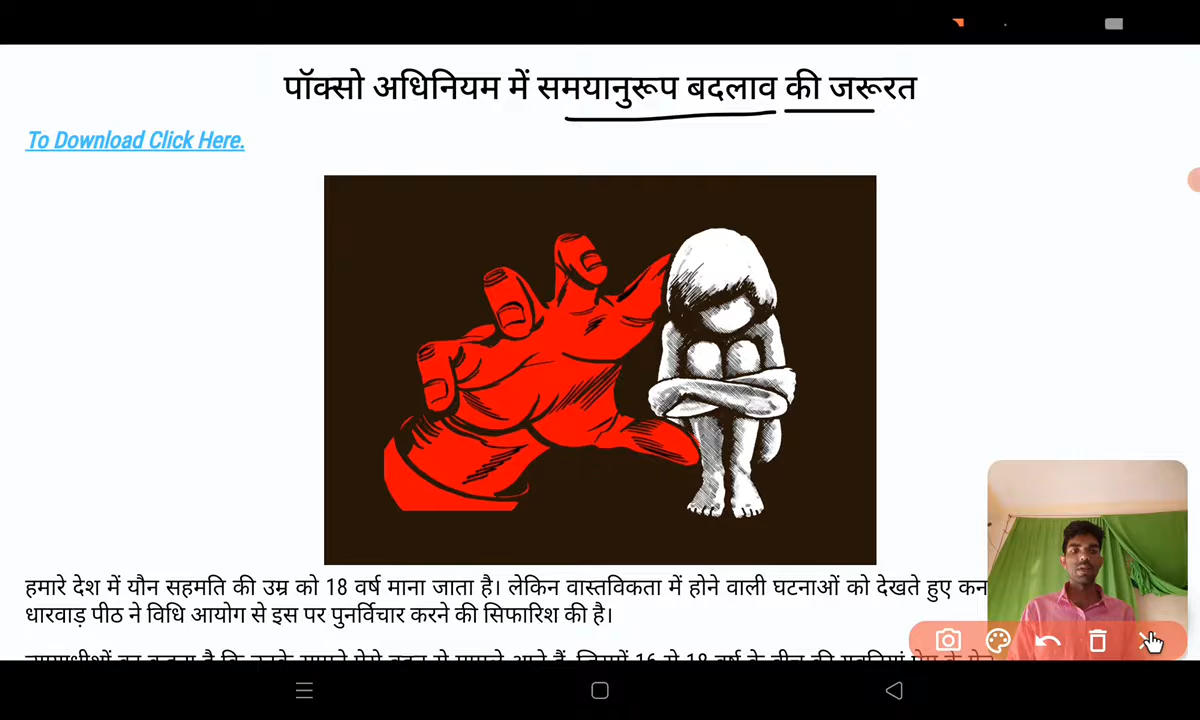 पॉक्सो अधिनियम में समयानुरूप बदलाव की जरूरत
To Download Click Here.
हमारे देश में यौन सहमति की उम्र को 18 वर्ष माना जाता है। लेकिन वास्तविकता में होने वाली घटनाओं को देखते हुए
धारवाड़ पीठ ने विधि आयोग से इस पर पुनर्विचार करने की सिफारिश की है।